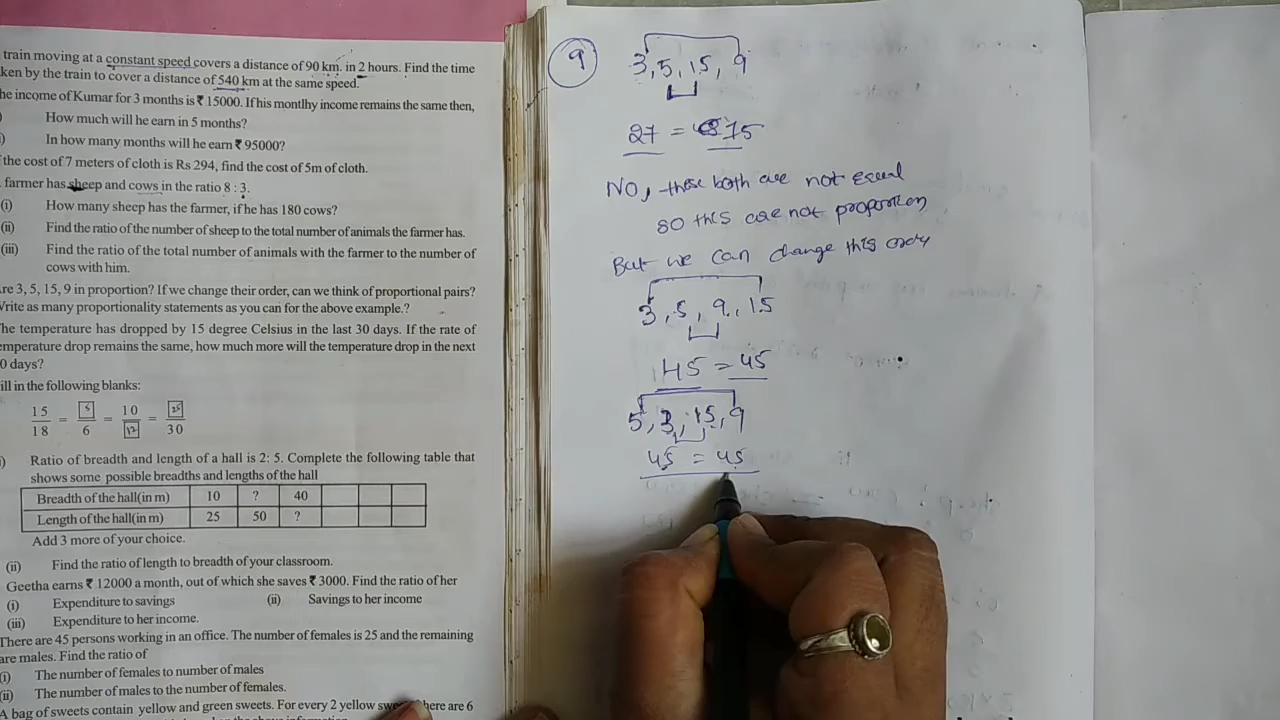 train moving at a constant speed covers a distance of 90 km. in 2 hours. Find the time
ken by the train to cover a distance of 540 km at the same speed.
he income of Kumar for 3 months is ₹ 15000. If his montlhy income remains the same then,
How much will he earn in 5 months?
In how many months will he earn ₹ 95000?
the cost of 7 meters of cloth is Rs 294, find the cost of 5m of cloth.
farmer has sheep and cows in the ratio 8 : 3.
(i) How many sheep has the farmer, if he has 180 cows?
(ii) Find the ratio of the number of sheep to the total number of animals the farmer has.
(iii) Find the ratio of the total number of animals with the farmer to the number of
cows with him.
re 3, 5, 15, 9 in proportion? If we change their order, can we think of proportional pairs?
Write as many proportionality statements as you can for the above example.?
he temperature has dropped by 15 degree Celsius in the last 30 days. If the rate of
emperature drop remains the same, how much more will the temperature drop in the next
0 days?
ill in the following blanks:
15/18 = 5/6 = 10/12 = 25/30
) Ratio of breadth and length of a hall is 2: 5. Complete the following table that
shows some possible breadths and lengths of the hall
Breadth of the hall(in m) 10 ? 40
Length of the hall(in m) 25 50 ?
Add 3 more of your choice.
(ii) Find the ratio of length to breadth of your classroom.
Geetha earns ₹ 12000 a month, out of which she saves ₹ 3000. Find the ratio of her
(i) Expenditure to savings (ii) Savings to her income
(iii) Expenditure to her income.
There are 45 persons working in an office. The number of females is 25 and the remaining
are males. Find the ratio of
(i) The number of females to number of males
(ii) The number of males to the number of females.
A bag of sweets contain yellow and green sweets. For every 2 yellow here are 6
9
3, 5, 15, 9
27 = 75
No, these both are not equal
so this are not proportion
But we can change this order
3, 5, 9, 15
45 = 45
5, 3, 15, 9
45 = 45